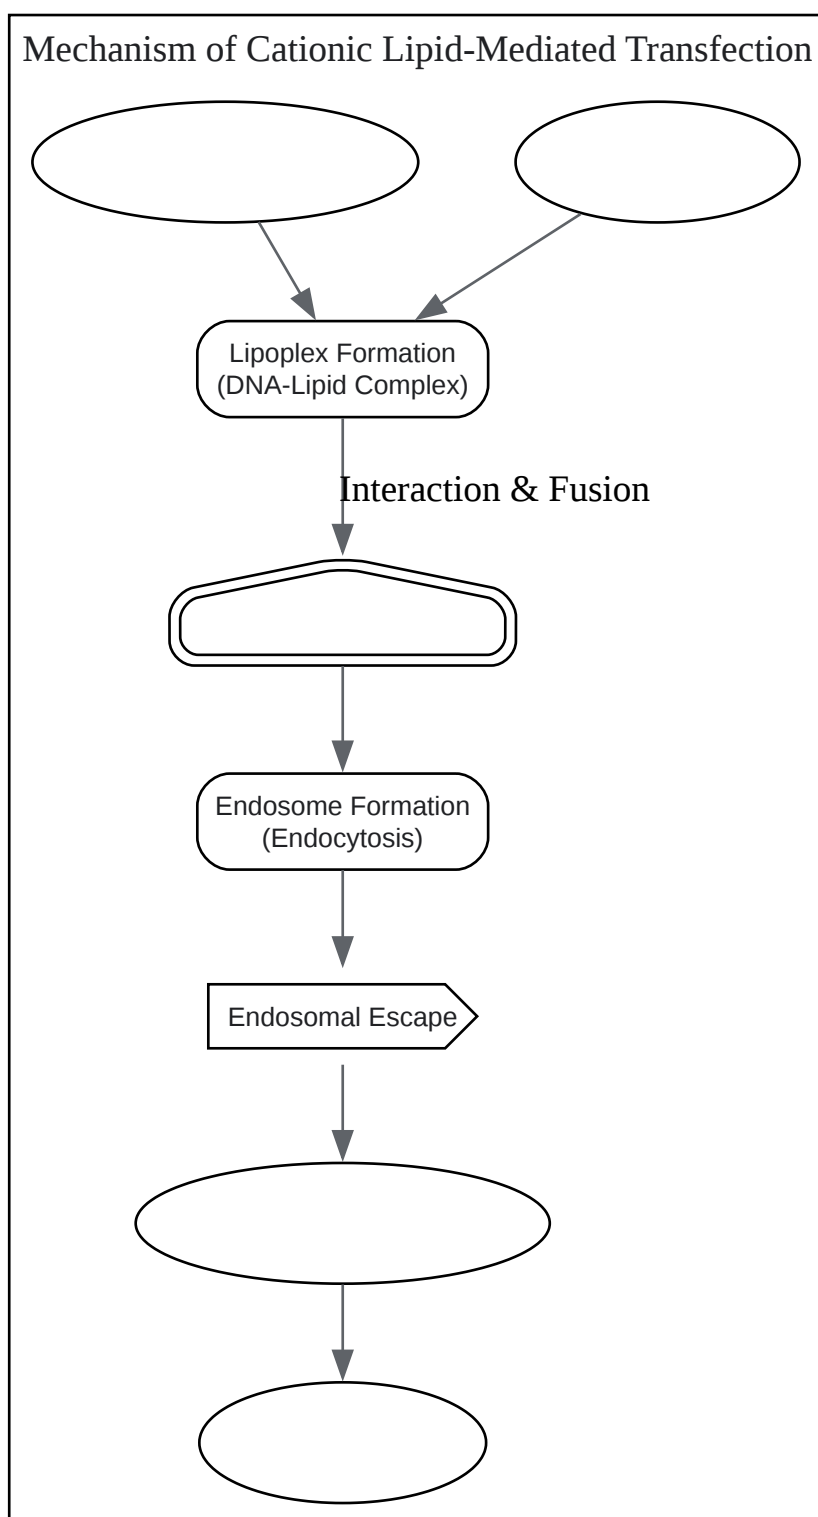 Mechanism of Cationic Lipid-Mediated Transfection
Lipoplex Formation
(DNA-Lipid Complex)
Interaction & Fusion
Endosome Formation
(Endocytosis)
Endosomal Escape